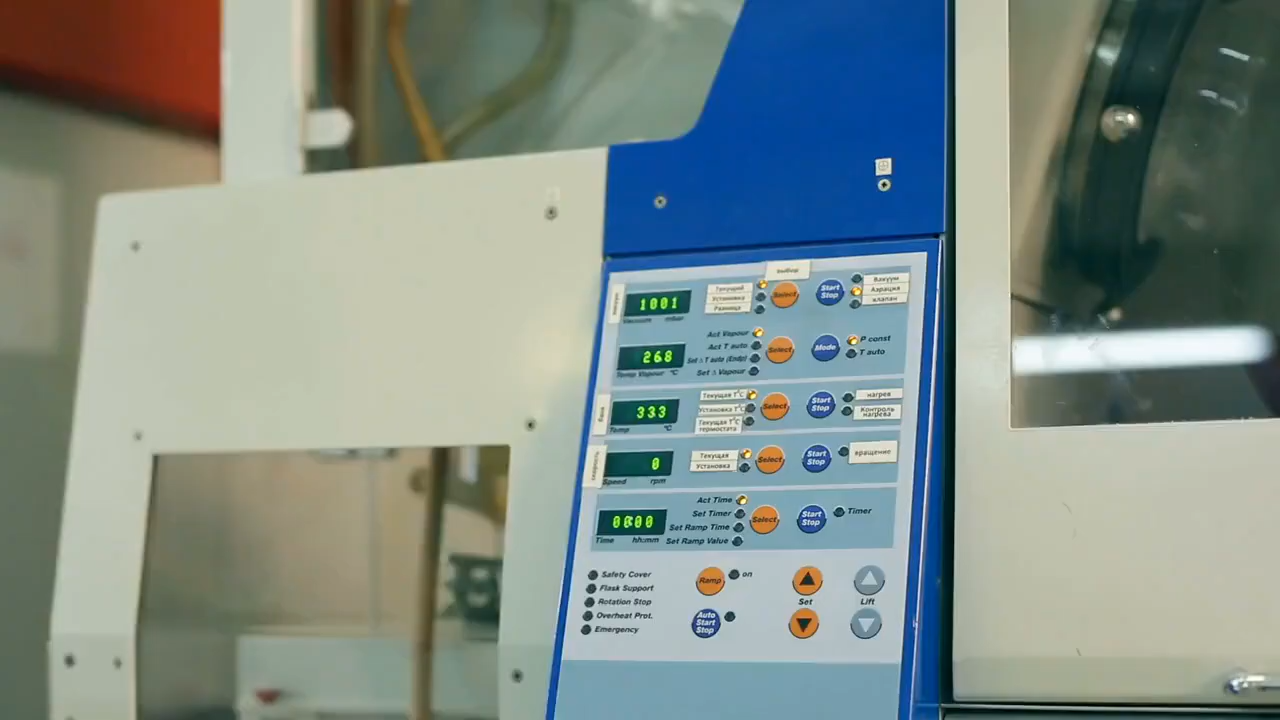 выбор
1001
Vacuum mbar
Текущий
Установка
Разница
Select
Start
Stop
Вакуум
Аэрация
клапан
268
Temp Vapour °C
Act Vapour
Act T auto
Set Δ T auto (Endp)
Set Δ Vapour
Select
Mode
P const
T auto
333
Temp °C
Текущая T°C
Установка T°C
Текущая T°C
термостата
Select
Start
Stop
нагрев
Контроль
нагрева
скорость
0
Speed rpm
Текущая
Установка
Select
Start
Stop
вращение
00:00
Time hh:mm
Act Time
Set Timer
Set Ramp Time
Set Ramp Value
Select
Start
Stop
Timer
Safety Cover
Flask Support
Rotation Stop
Overheat Prot.
Emergency
Ramp
on
Auto
Start
Stop
Set
Lift